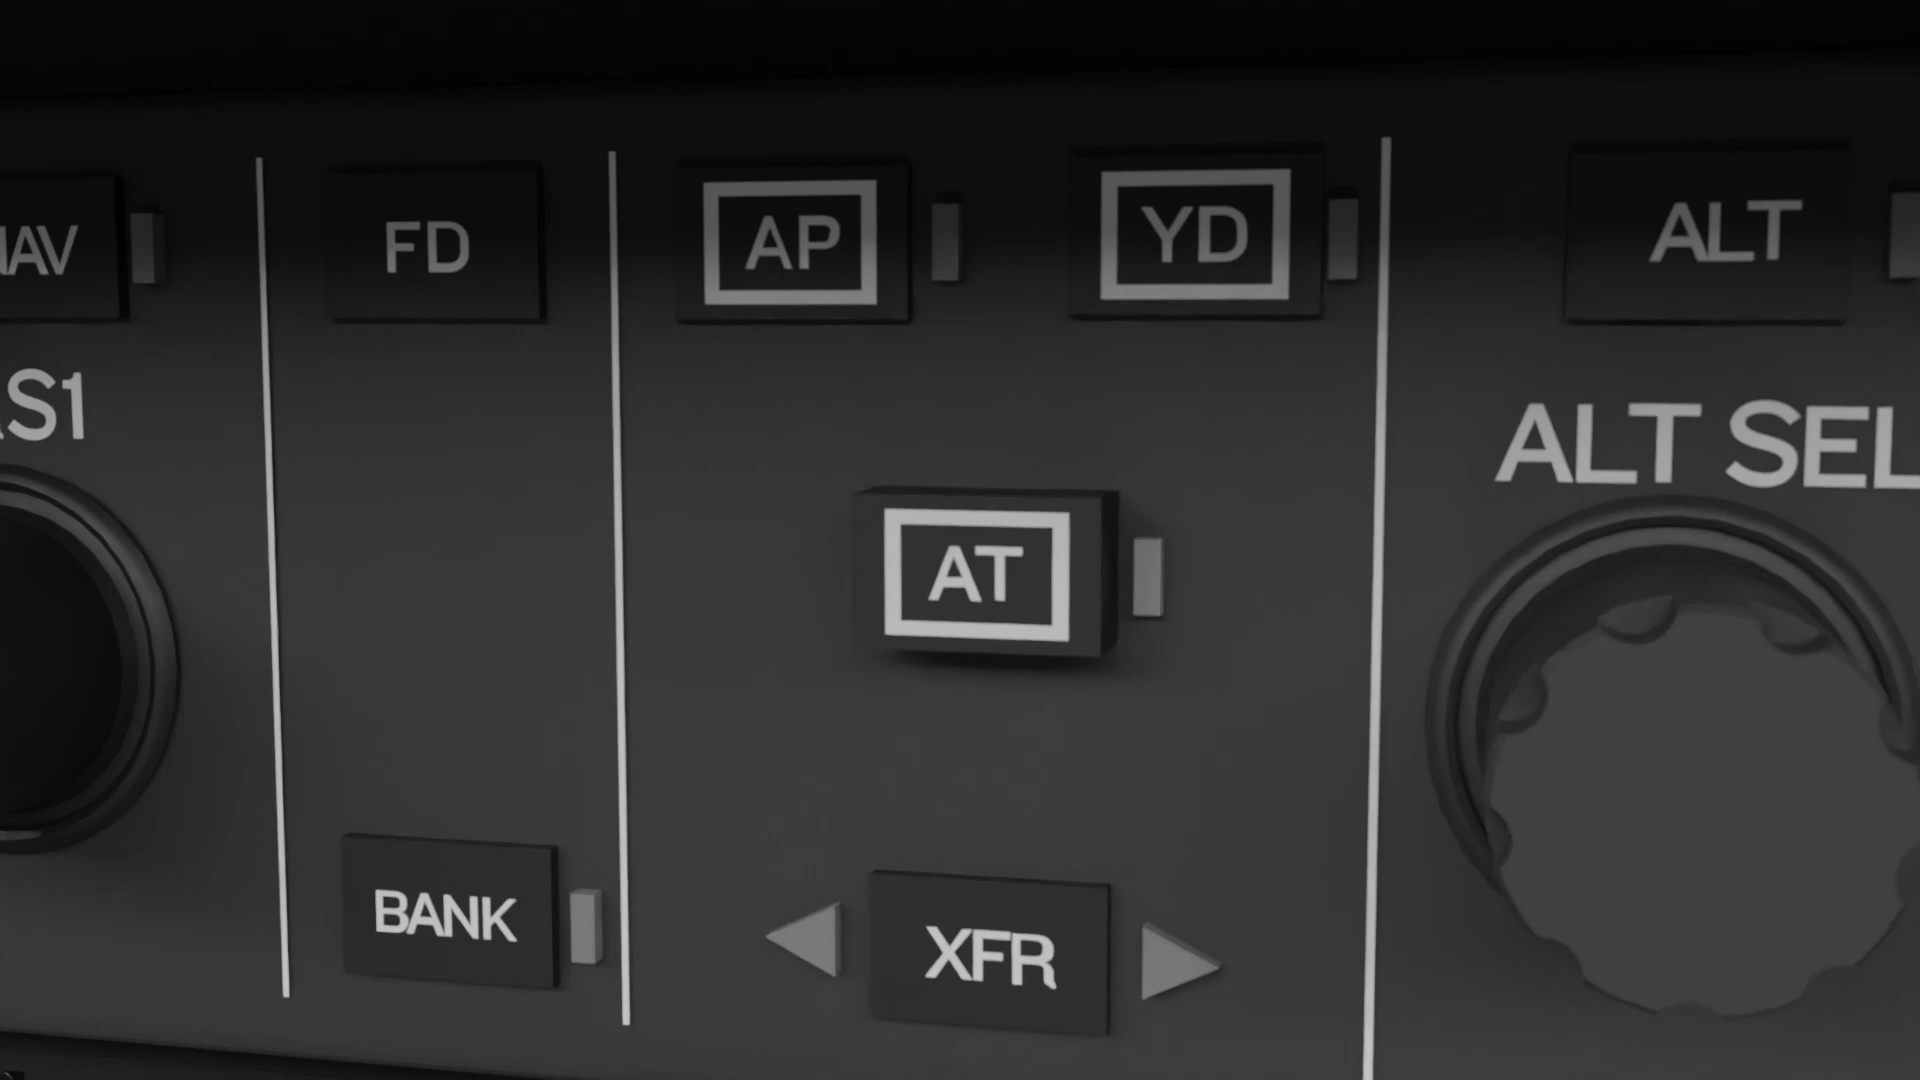 FD
AP
YD
ALT
ALT SEL
AT
BANK
XFR